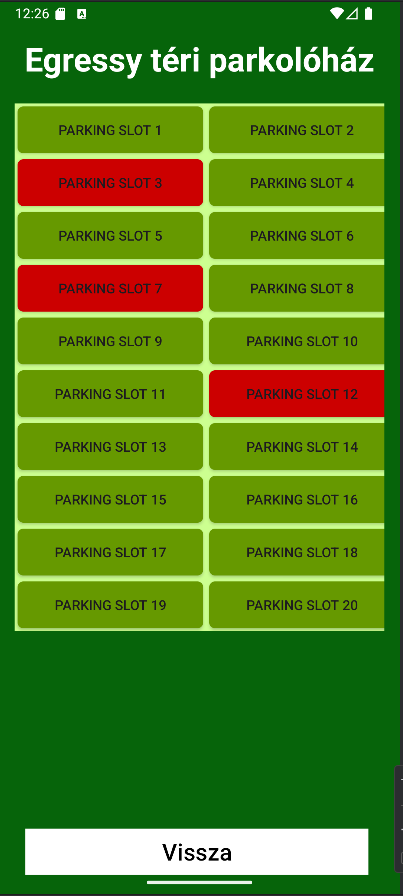 12:26
Egressy téri parkolóház
PARKING SLOT 1 PARKING SLOT 2
PARKING SLOT 3 PARKING SLOT 4
PARKING SLOT 5 PARKING SLOT 6
PARKING SLOT 7 PARKING SLOT 8
PARKING SLOT 9 PARKING SLOT 10
PARKING SLOT 11 PARKING SLOT 12
PARKING SLOT 13 PARKING SLOT 14
PARKING SLOT 15 PARKING SLOT 16
PARKING SLOT 17 PARKING SLOT 18
PARKING SLOT 19 PARKING SLOT 20
Vissza